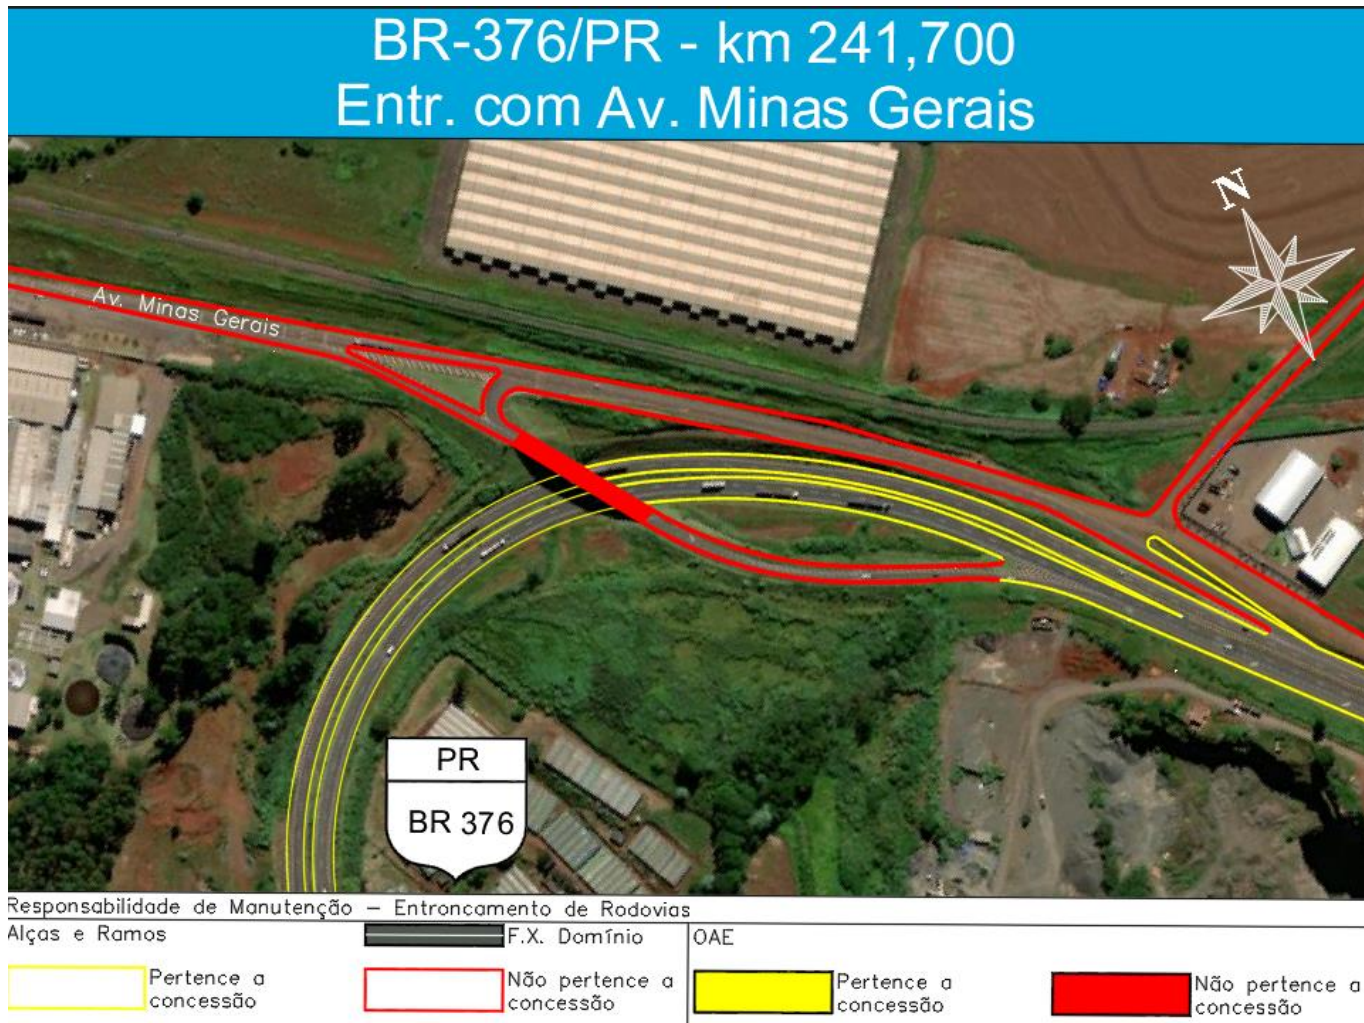 BR-376/PR - km 241,700
Entr. com Av. Minas Gerais
N
Av. Minas Gerais
PR
BR 376
Responsabilidade de Manutenção – Entroncamento de Rodovias
Alças e Ramos
F.X. Domínio
OAE
Pertence a
concessão
Não pertence a
concessão
Pertence a
concessão
Não pertence a
concessão